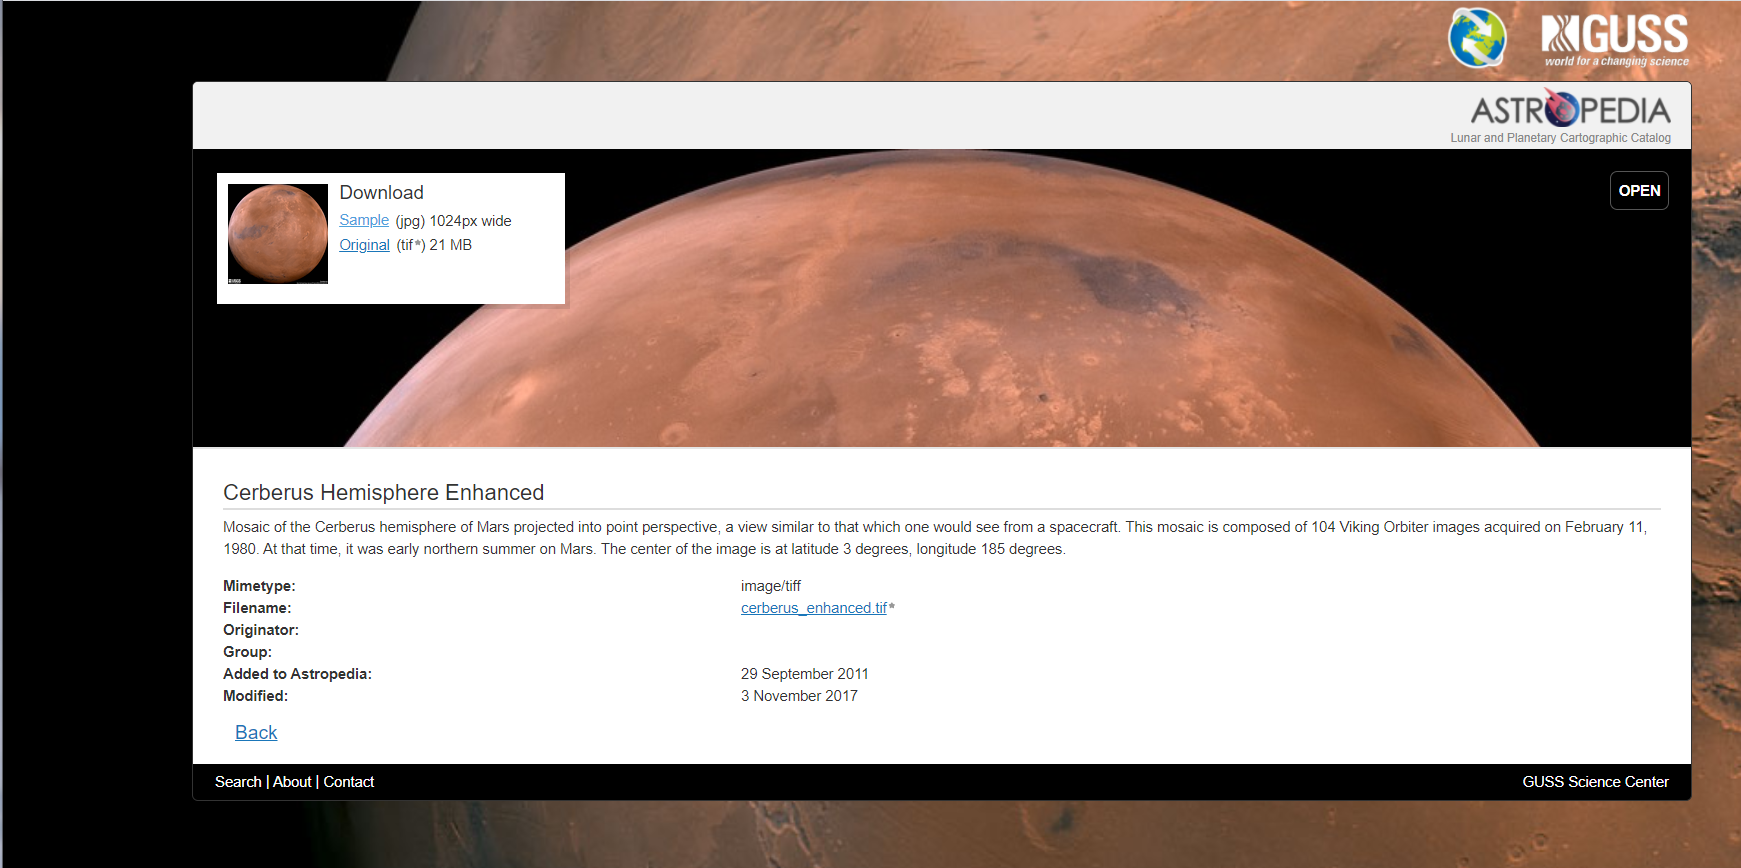 GUSS
world for a changing science
ASTROPEDIA
Lunar and Planetary Cartographic Catalog
Download
Sample (jpg) 1024px wide
Original (tif*) 21 MB
OPEN
Cerberus Hemisphere Enhanced
Mosaic of the Cerberus hemisphere of Mars projected into point perspective, a view similar to that which one would see from a spacecraft. This mosaic is composed of 104 Viking Orbiter images acquired on February 11,
1980. At that time, it was early northern summer on Mars. The center of the image is at latitude 3 degrees, longitude 185 degrees.
Mimetype: image/tiff
Filename: cerberus_enhanced.tif*
Originator:
Group:
Added to Astropedia: 29 September 2011
Modified: 3 November 2017
Back
Search | About | Contact GUSS Science Center